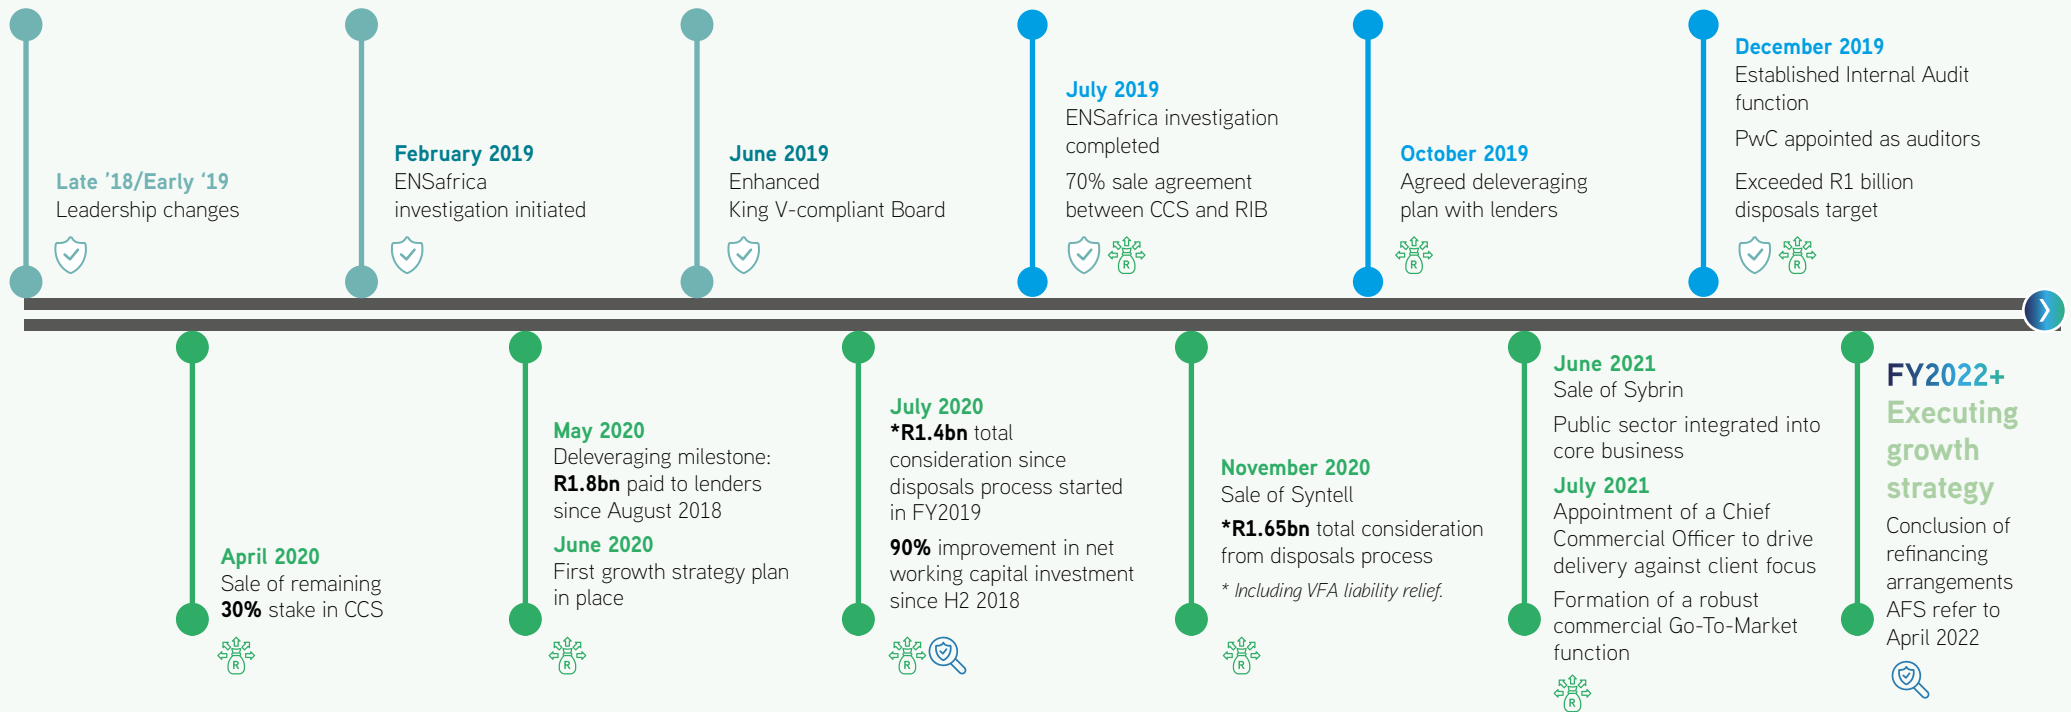 Late ’18/Early ‘19
Leadership changes
February 2019
ENSafrica
investigation initiated
June 2019
Enhanced
King V-compliant Board
July 2019
ENSafrica investigation
completed
70% sale agreement
between CCS and RIB
R
October 2019
Agreed deleveraging
plan with lenders
R
December 2019
Established Internal Audit
function
PwC appointed as auditors
Exceeded R1 billion
disposals target
R
April 2020
Sale of remaining
30% stake in CCS
R
May 2020
Deleveraging milestone:
R1.8bn paid to lenders
since August 2018
June 2020
First growth strategy plan
in place
R
July 2020
*R1.4bn total
consideration since
disposals process started
in FY2019
90% improvement in net
working capital investment
since H2 2018
R
November 2020
Sale of Syntell
*R1.65bn total consideration
from disposals process
* Including VFA liability relief.
R
June 2021
Sale of Sybrin
Public sector integrated into
core business
July 2021
Appointment of a Chief
Commercial Officer to drive
delivery against client focus
Formation of a robust
commercial Go-To-Market
function
R
FY2022+
Executing
growth
strategy
Conclusion of
refinancing
arrangements
AFS refer to
April 2022